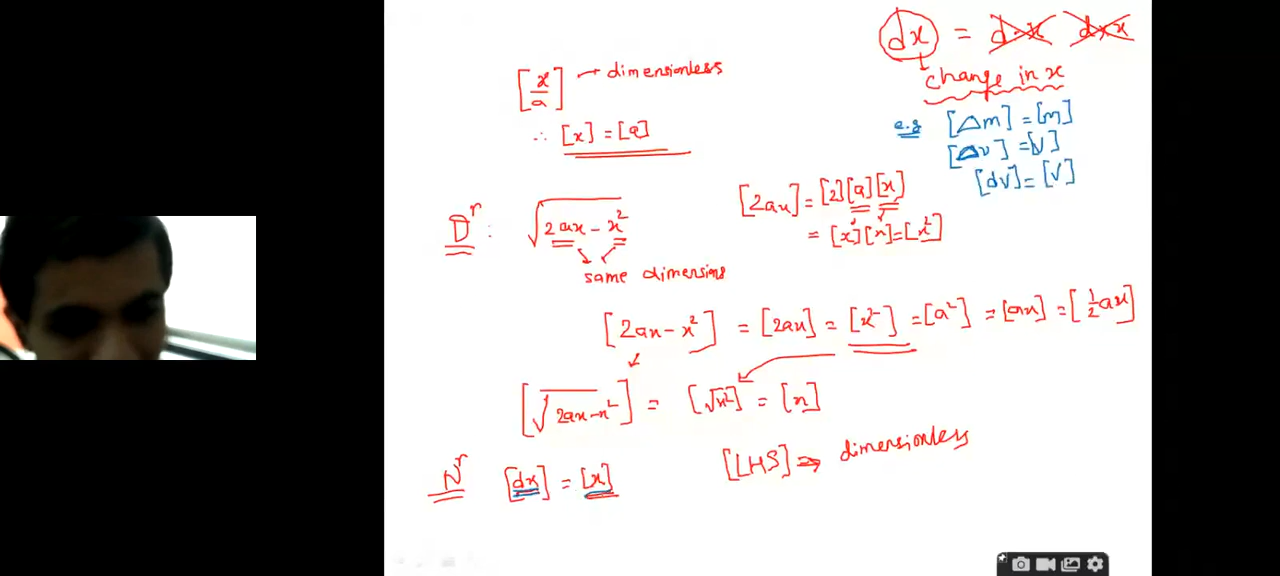 dx = d·x d×x
change in x
[x/a] → dimensionless
∴ [x] = [a]
e.g [Δm] = [m]
[Δv] = [v]
[dv] = [v]
Dʳ : √(2ax − x²)
same dimensions
[2ax] = [2][a][x]
= [x][x] = [x²]
[2ax − x²] = [2ax] = [x²] = [a²] = [ax] = [½ax]
[√(2ax − x²)] = [√x²] = [x]
Nʳ [dx] = [x]
[LHS] ⇒ dimensionless